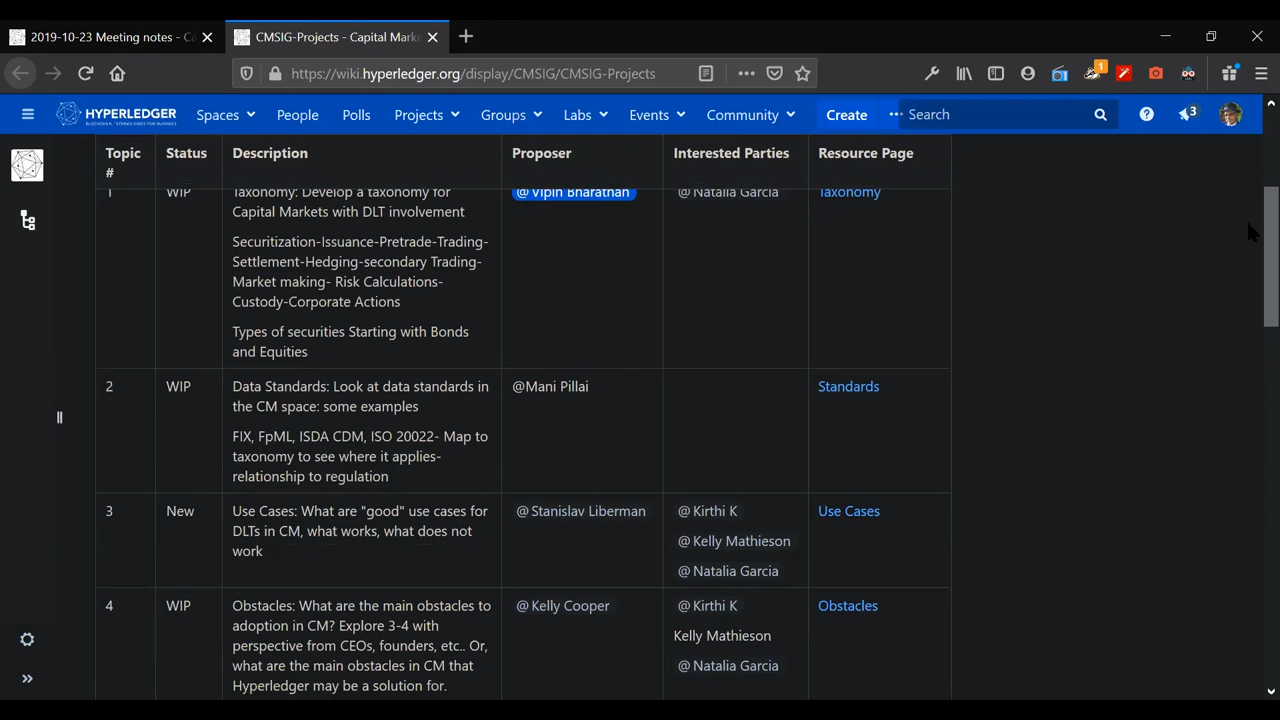 2019-10-23 Meeting notes - Ca
CMSIG-Projects - Capital Marke
https://wiki.hyperledger.org/display/CMSIG/CMSIG-Projects
1
HYPERLEDGER
Spaces
People
Polls
Projects
Groups
Labs
Events
Community
Create
Search
3
Topic #
Status
Description
Proposer
Interested Parties
Resource Page
1
WIP
Taxonomy: Develop a taxonomy for
Capital Markets with DLT involvement
Securitization-Issuance-Pretrade-Trading-
Settlement-Hedging-secondary Trading-
Market making- Risk Calculations-
Custody-Corporate Actions
Types of securities Starting with Bonds
and Equities
@ Vipin Bharathan
@ Natalia Garcia
Taxonomy
2
WIP
Data Standards: Look at data standards in
the CM space: some examples
FIX, FpML, ISDA CDM, ISO 20022- Map to
taxonomy to see where it applies-
relationship to regulation
@Mani Pillai
Standards
3
New
Use Cases: What are "good" use cases for
DLTs in CM, what works, what does not
work
@ Stanislav Liberman
@ Kirthi K
@ Kelly Mathieson
@ Natalia Garcia
Use Cases
4
WIP
Obstacles: What are the main obstacles to
adoption in CM? Explore 3-4 with
perspective from CEOs, founders, etc.. Or,
what are the main obstacles in CM that
Hyperledger may be a solution for.
@ Kelly Cooper
@ Kirthi K
Kelly Mathieson
@ Natalia Garcia
Obstacles